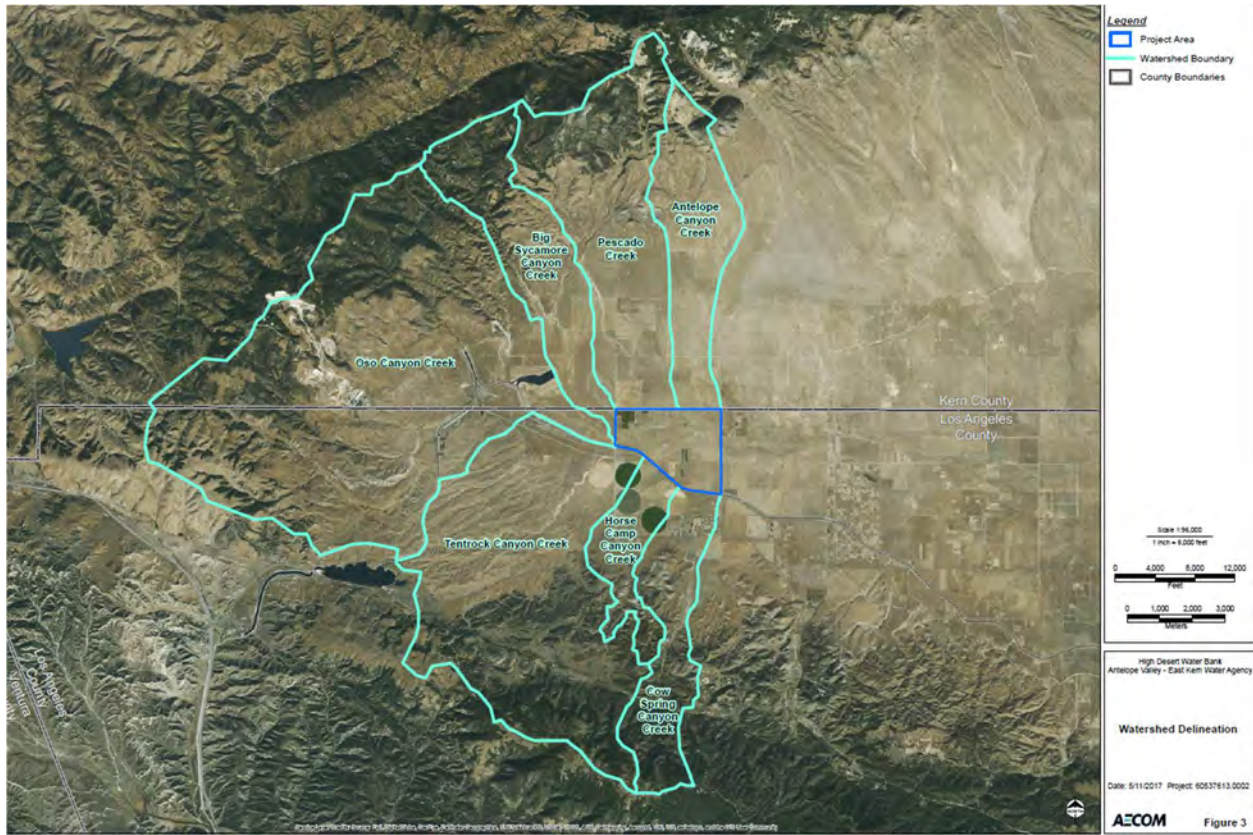 Legend
Project Area
Watershed Boundary
County Boundaries
Antelope
Canyon
Creek
Big
Sycamore
Canyon
Creek
Pescado
Creek
Oso Canyon Creek
Kern County
Los Angeles
County
Horse
Camp
Canyon
Creek
Tentrock Canyon Creek
Cow
Spring
Canyon
Creek
Los Angeles
County
Ventura
Scale 1:96,000
1 inch = 8,000 feet
0 4,000 8,000 12,000
Feet
0 1,000 2,000 3,000
Meters
High Desert Water Bank
Antelope Valley - East Kern Water Agency
Watershed Delineation
Date: 5/11/2017 Project: 60537613.0002
AECOM
Figure 3